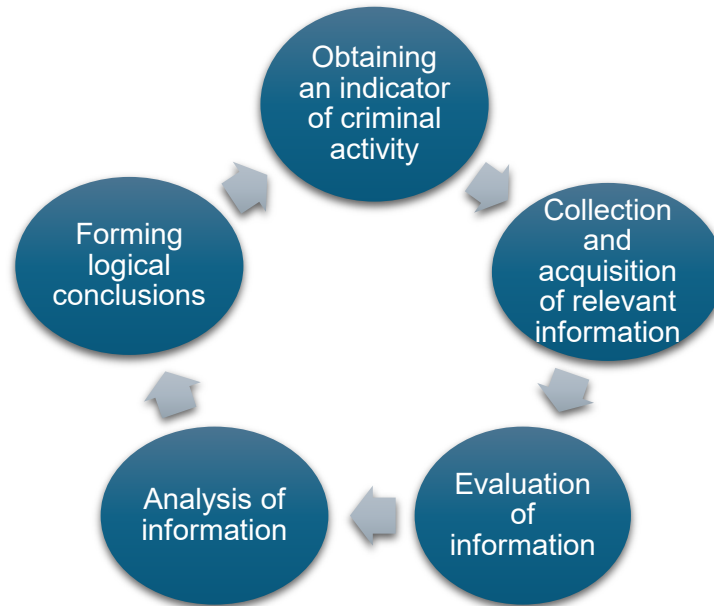 Obtaining
an indicator
of criminal
activity
Collection
and
acquisition
of relevant
information
Evaluation
of
information
Analysis of
information
Forming
logical
conclusions